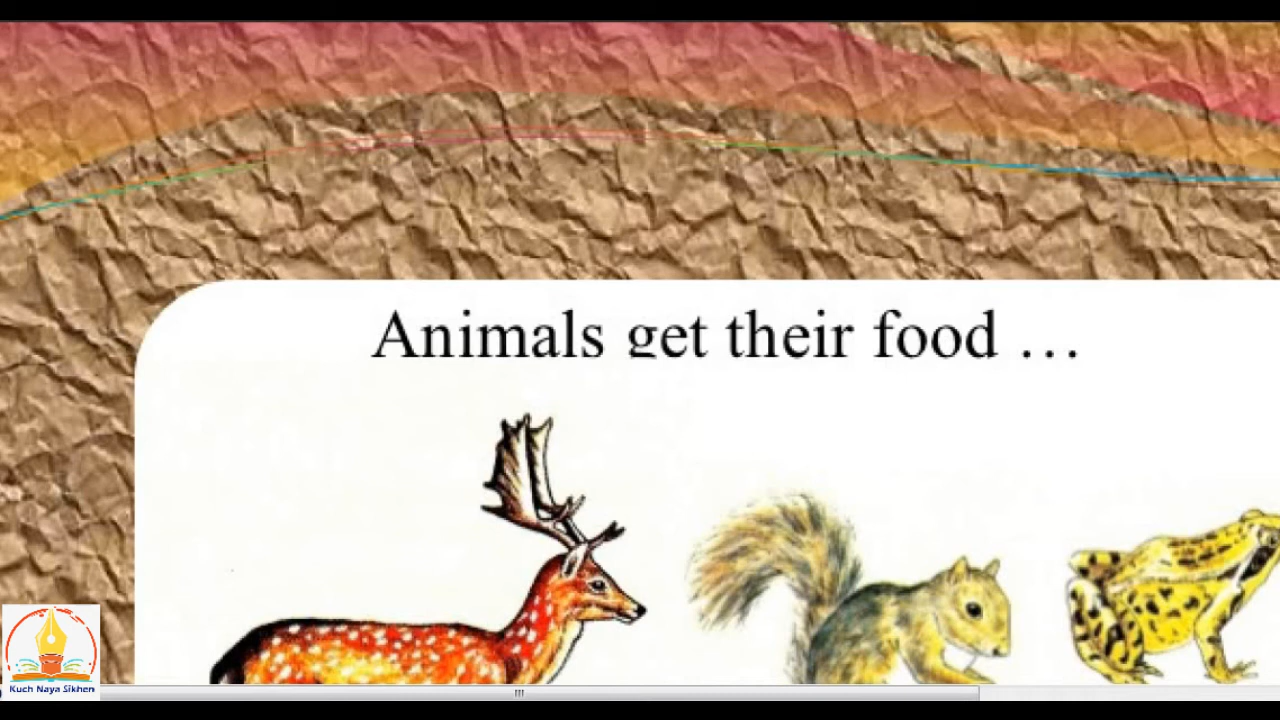 Animals get their food …
Kuch Naya Sikhen